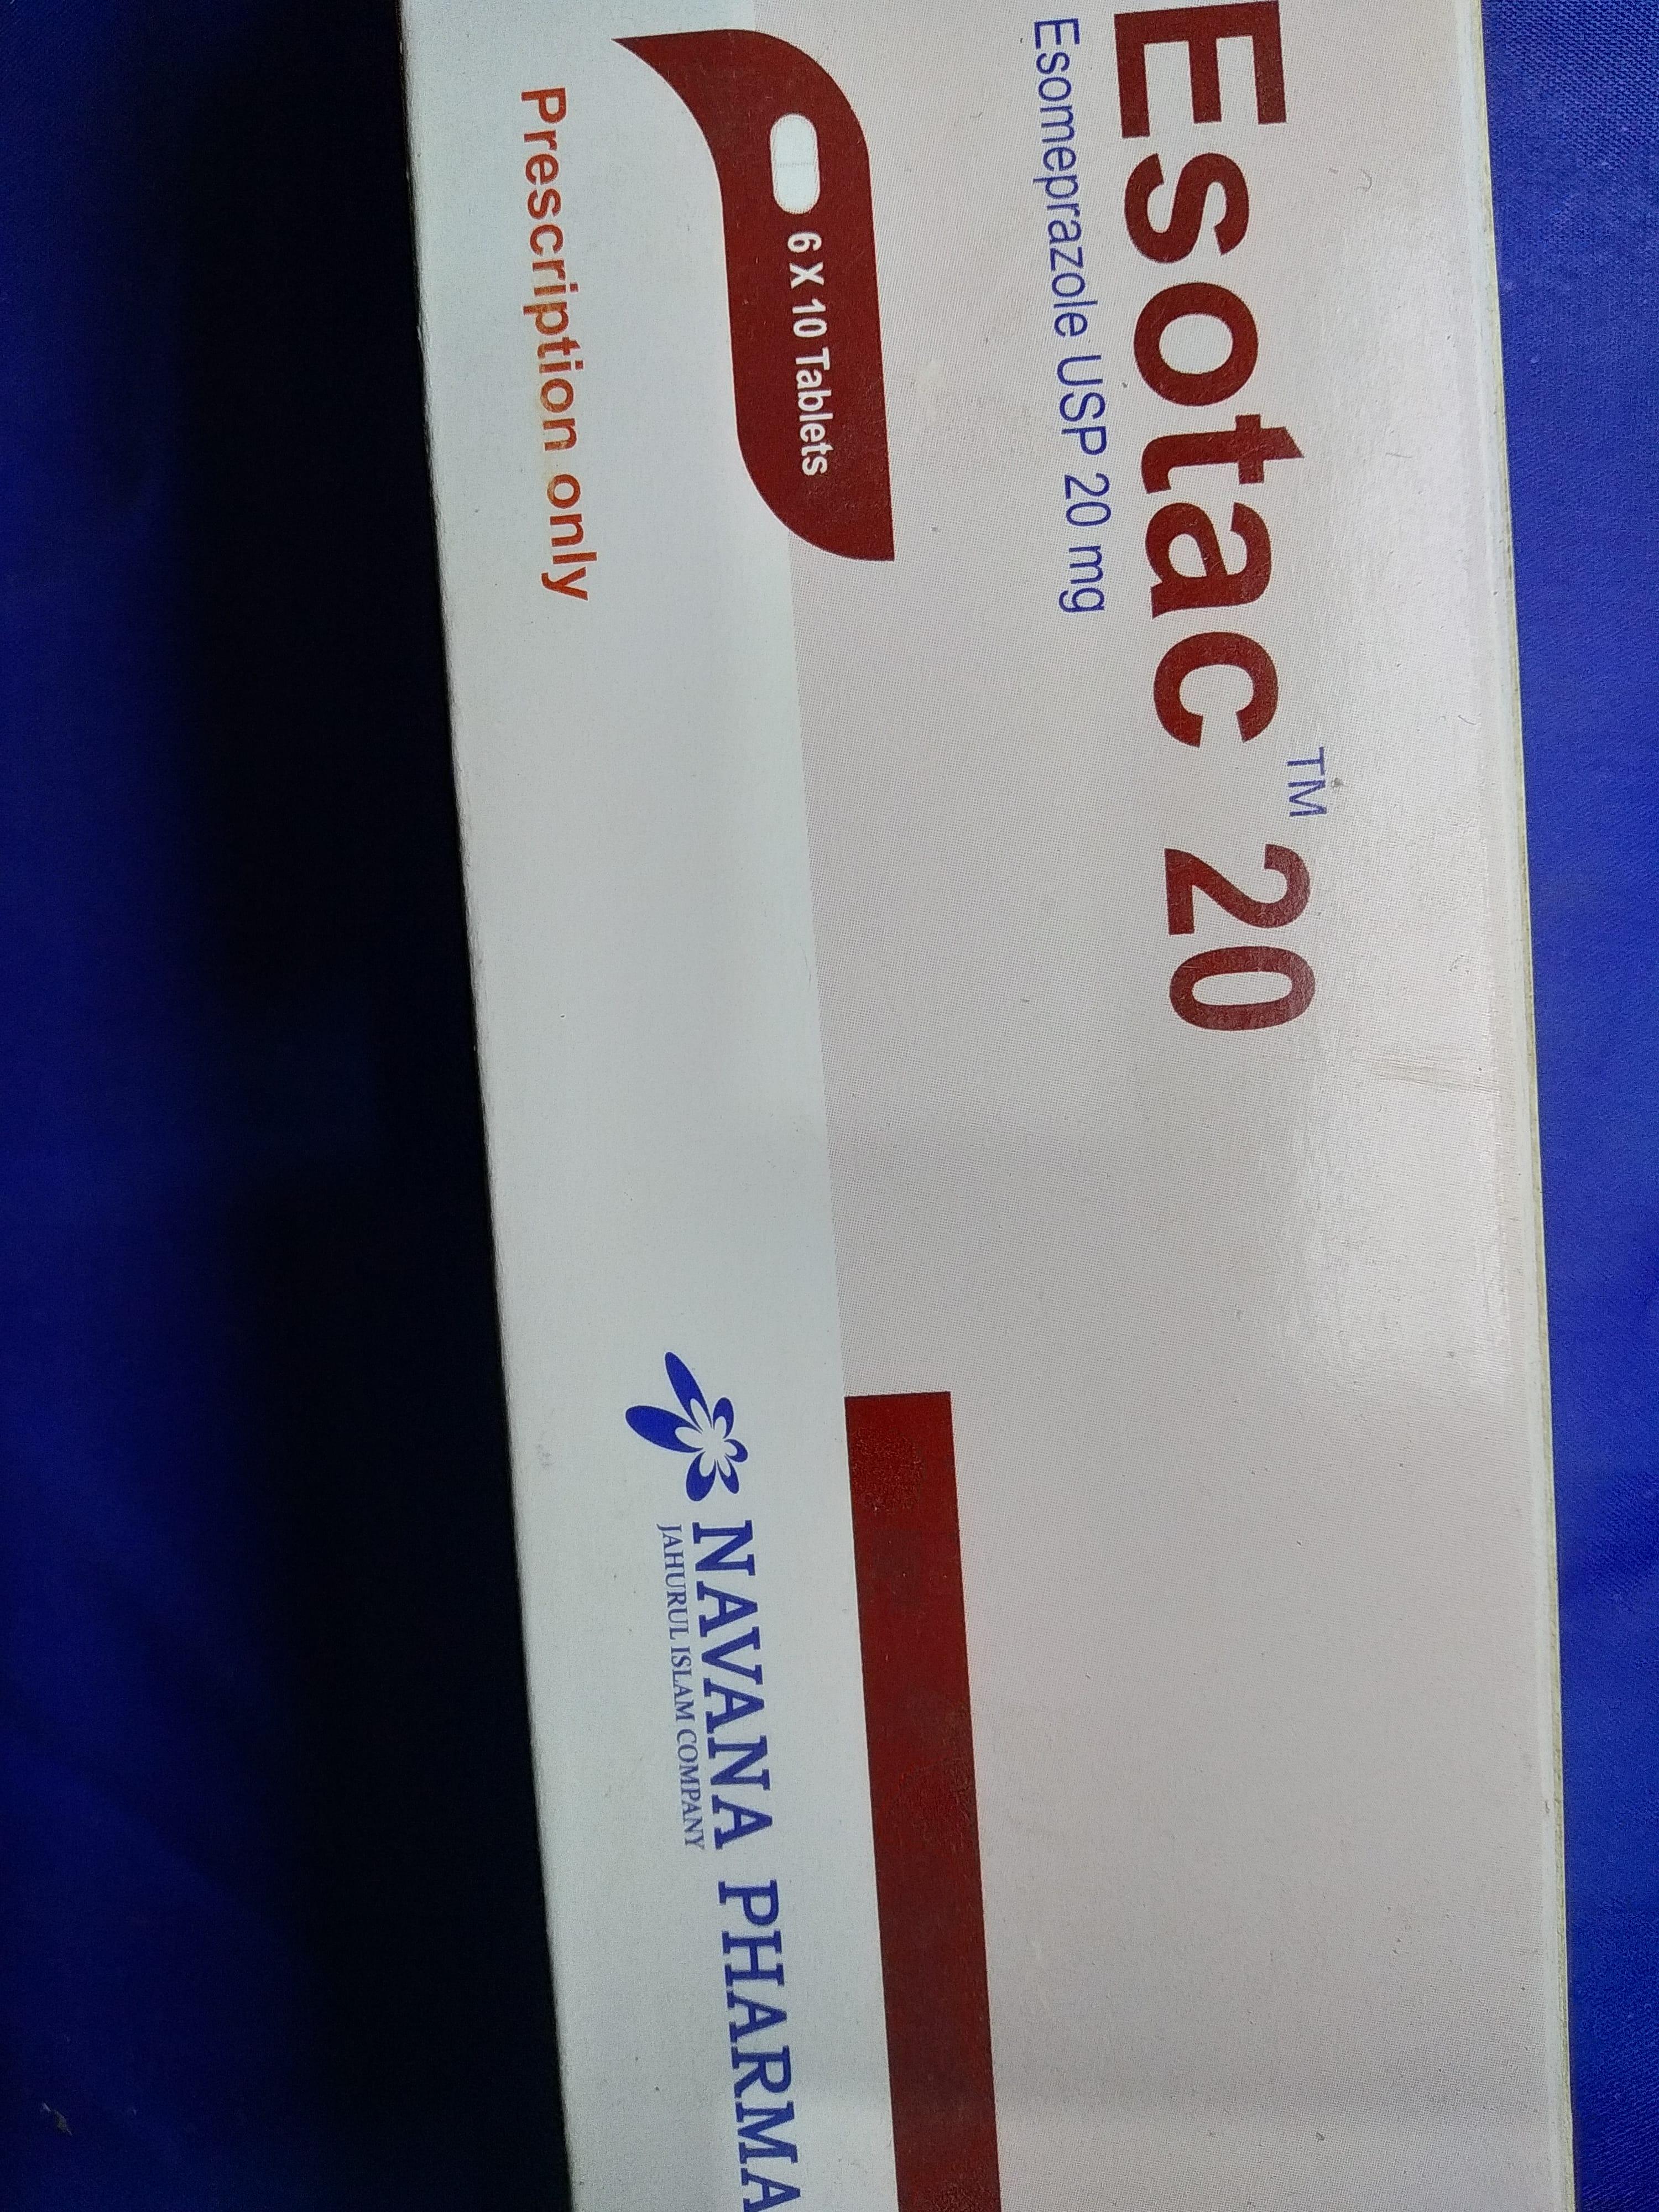 Esotac™ 20
Esomeprazole USP 20 mg
6 X 10 Tablets
Prescription only
NAVANA PHARMA
JAHURUL ISLAM COMPANY